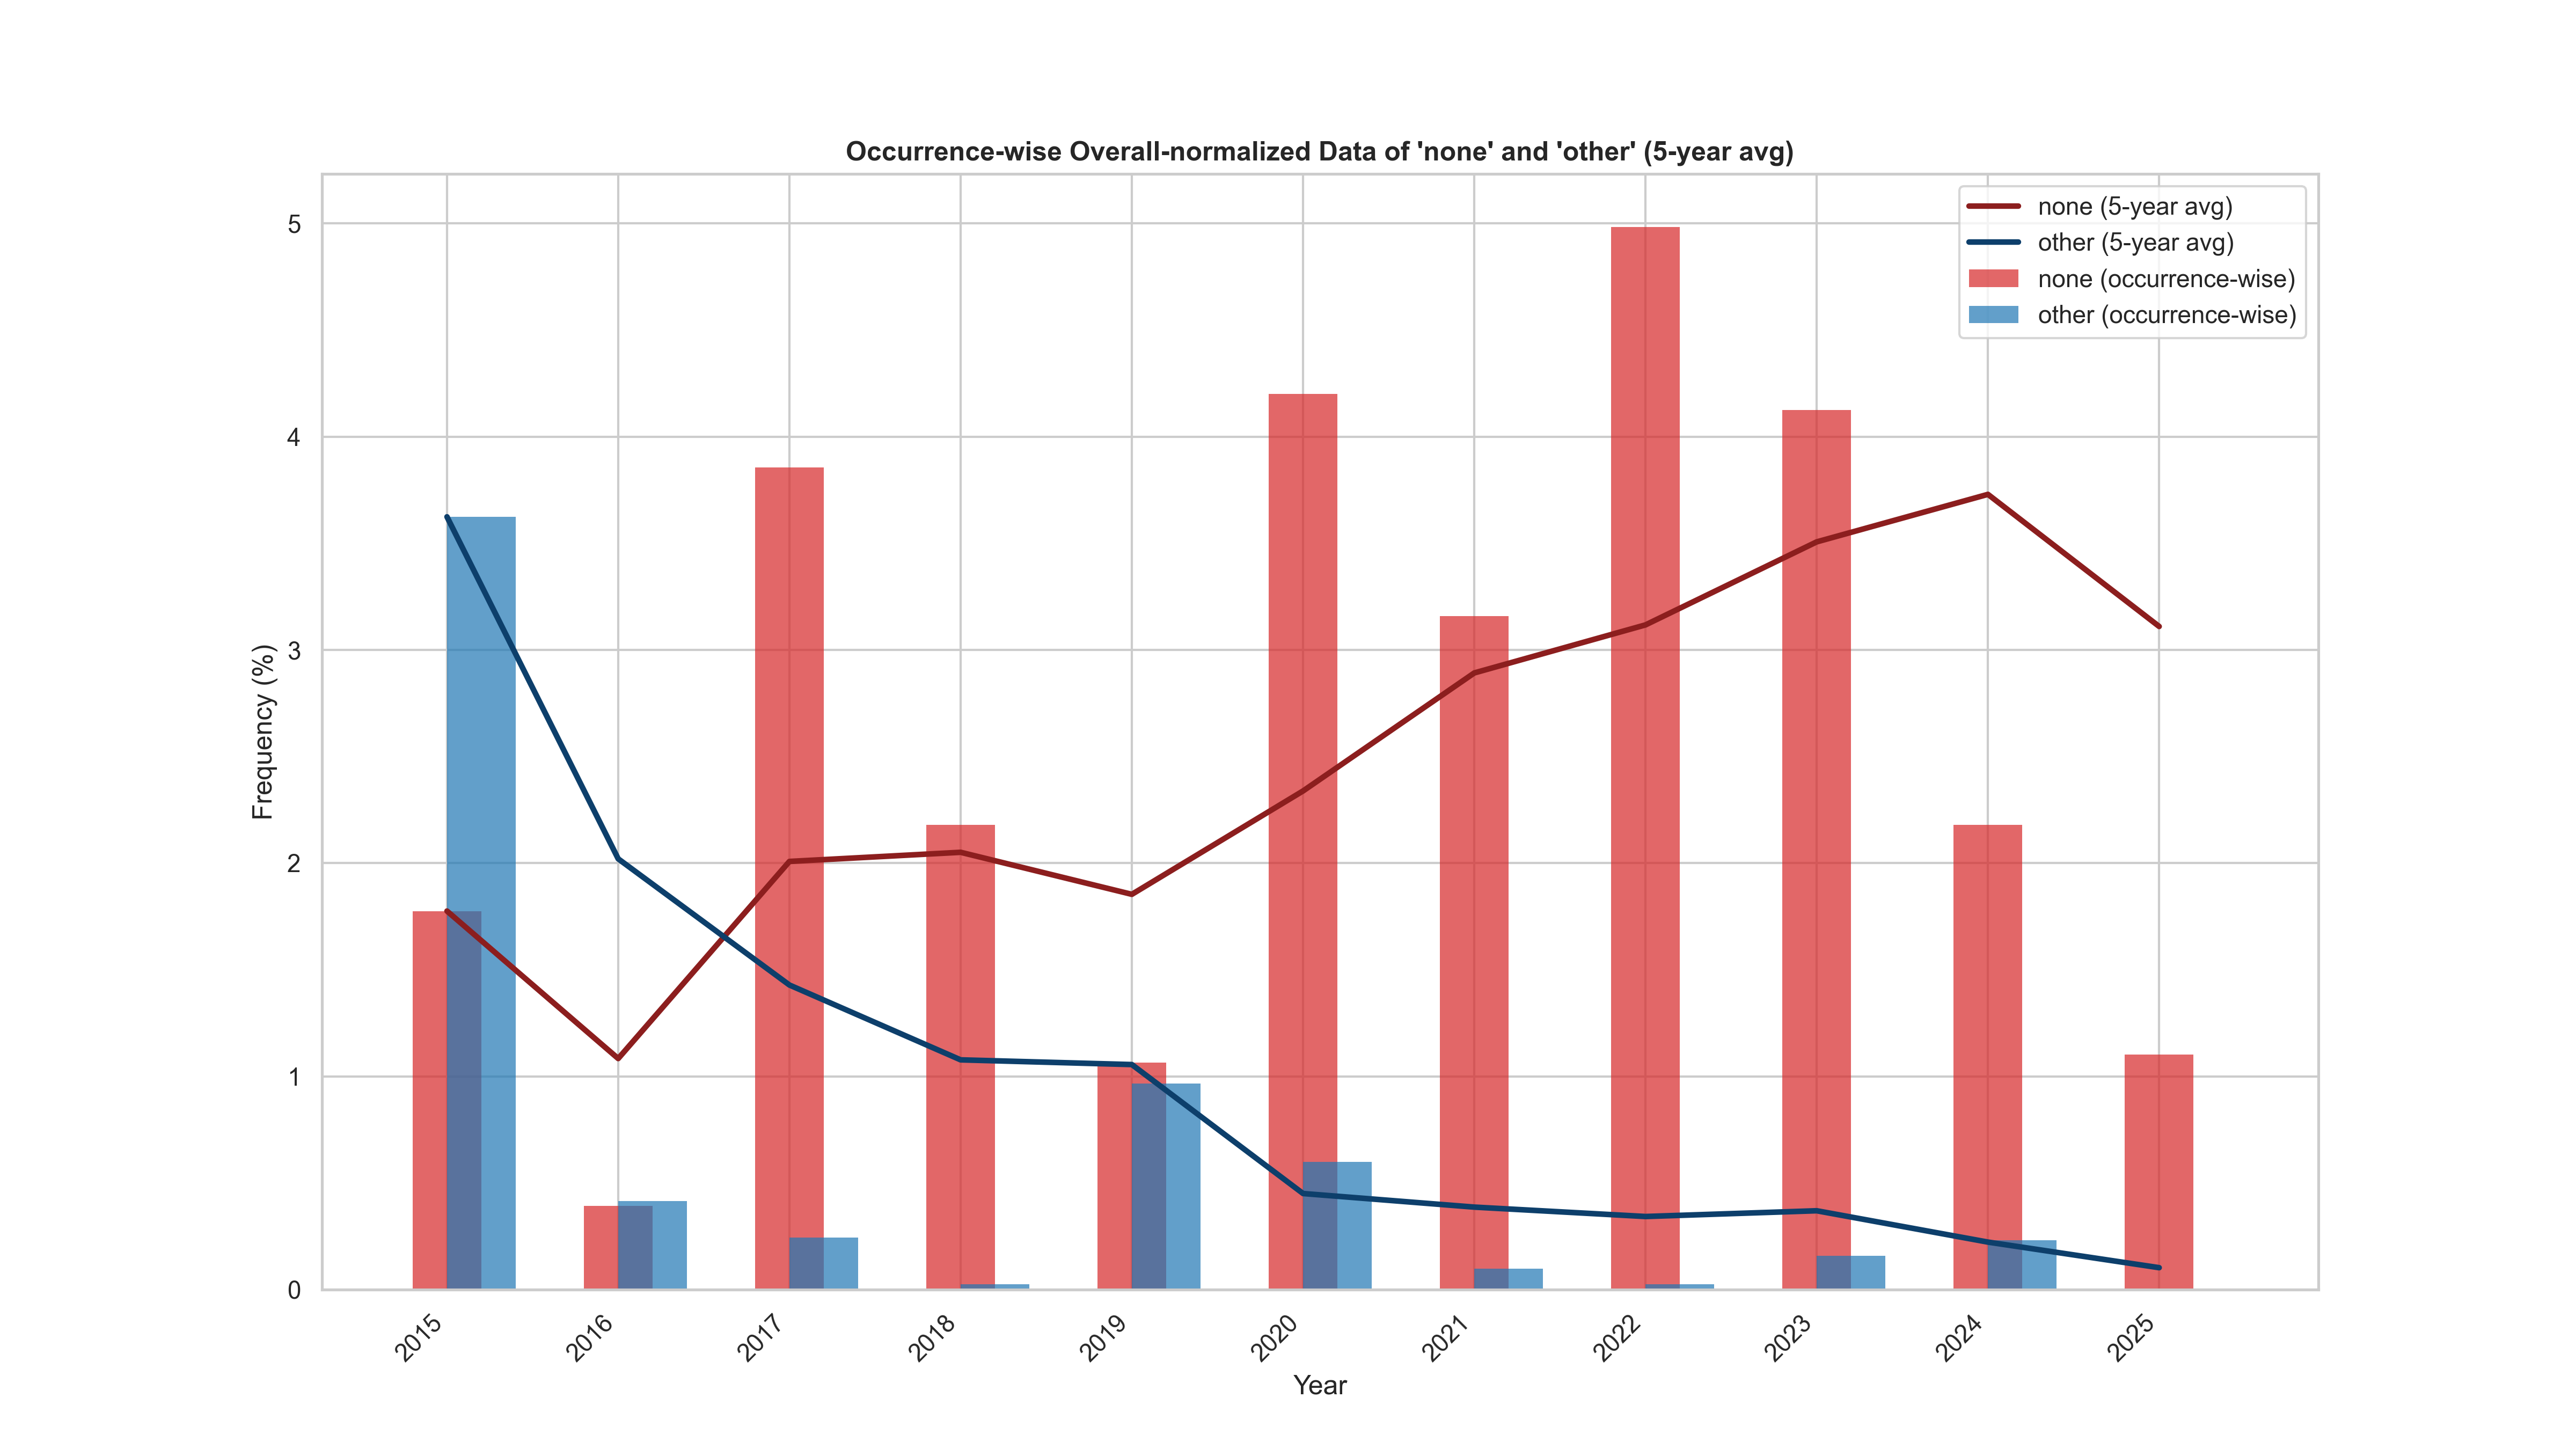 Occurrence-wise Overall-normalized Data of 'none' and 'other' (5-year avg)
none (5-year avg)
other (5-year avg)
none (occurrence-wise)
other (occurrence-wise)
Frequency (%)
5
4
3
2
1
0
2015
2016
2017
2018
2019
2020
2021
2022
2023
2024
2025
Year